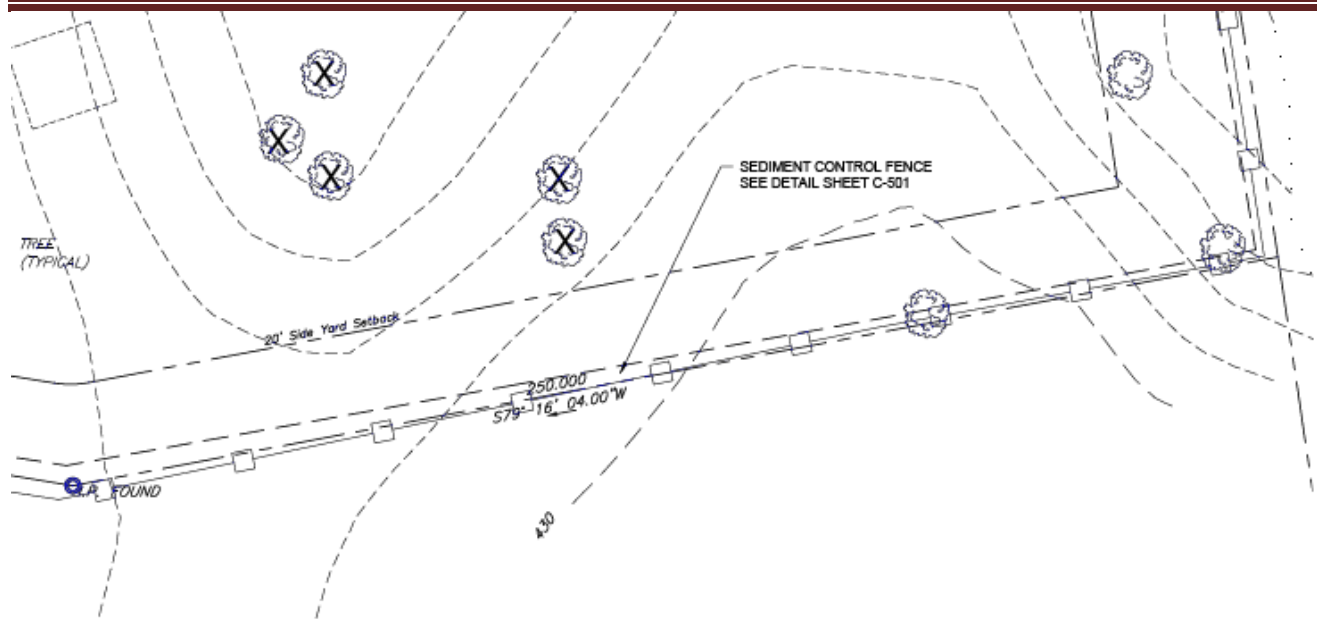 SEDIMENT CONTROL FENCE
SEE DETAIL SHEET C-501
TREE
(TYPICAL)
20' Side Yard Setback
250.000
S79° 16' 04.00"W
FOUND
430